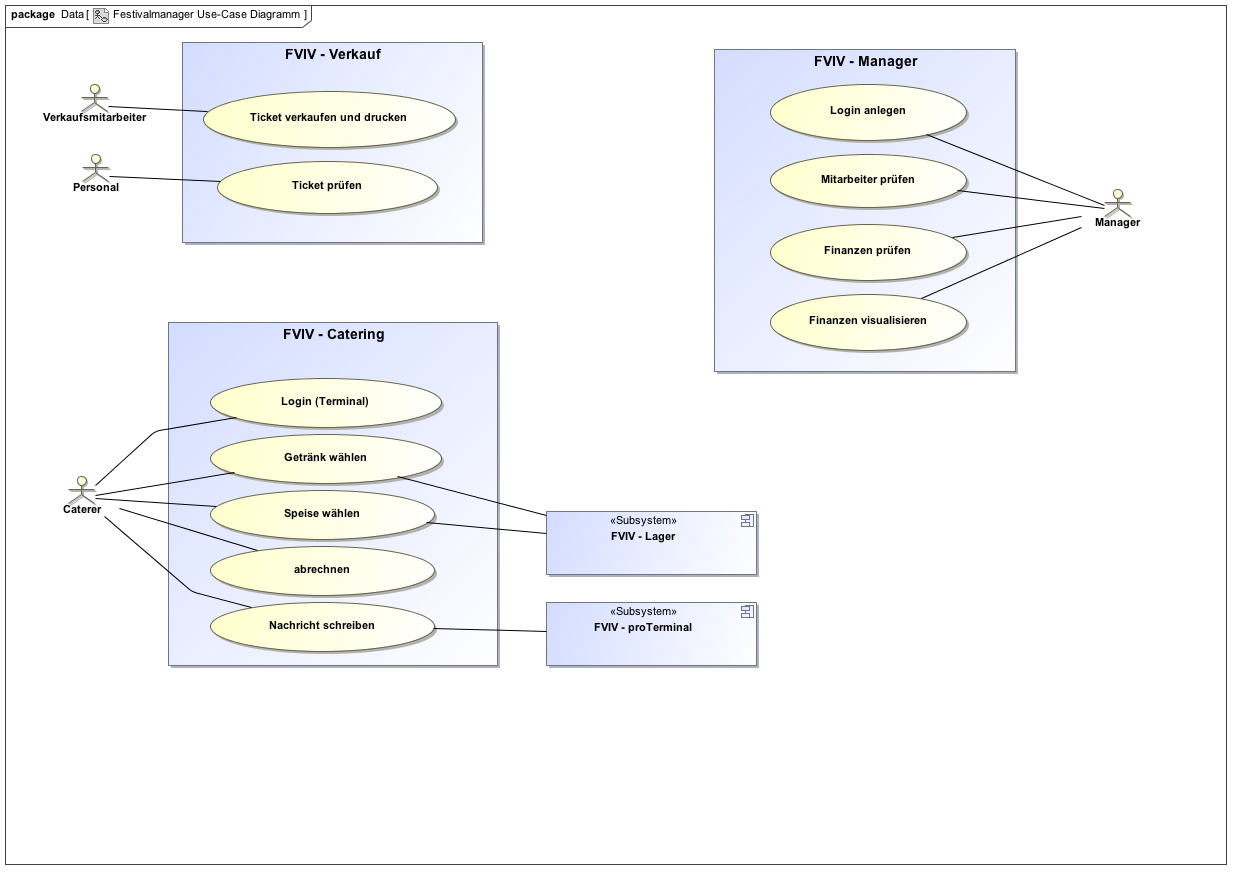 package Data [ Festivalmanager Use-Case Diagramm ]
FVIV - Verkauf
Verkaufsmitarbeiter
Ticket verkaufen und drucken
Personal
Ticket prüfen
FVIV - Manager
Login anlegen
Mitarbeiter prüfen
Manager
Finanzen prüfen
Finanzen visualisieren
FVIV - Catering
Login (Terminal)
Getränk wählen
Caterer
Speise wählen
abrechnen
Nachricht schreiben
«Subsystem»
FVIV - Lager
«Subsystem»
FVIV - proTerminal